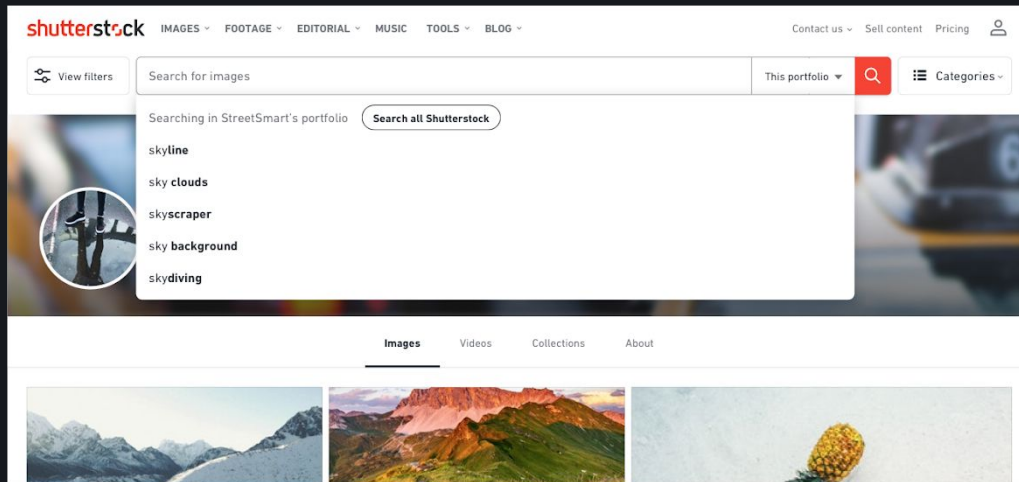 shutterstock IMAGES FOOTAGE EDITORIAL MUSIC TOOLS BLOG Contact us Sell content Pricing
View filters Search for images This portfolio Categories
Searching in StreetSmart's portfolio Search all Shutterstock
skyline
sky clouds
skyscraper
sky background
skydiving
Images Videos Collections About